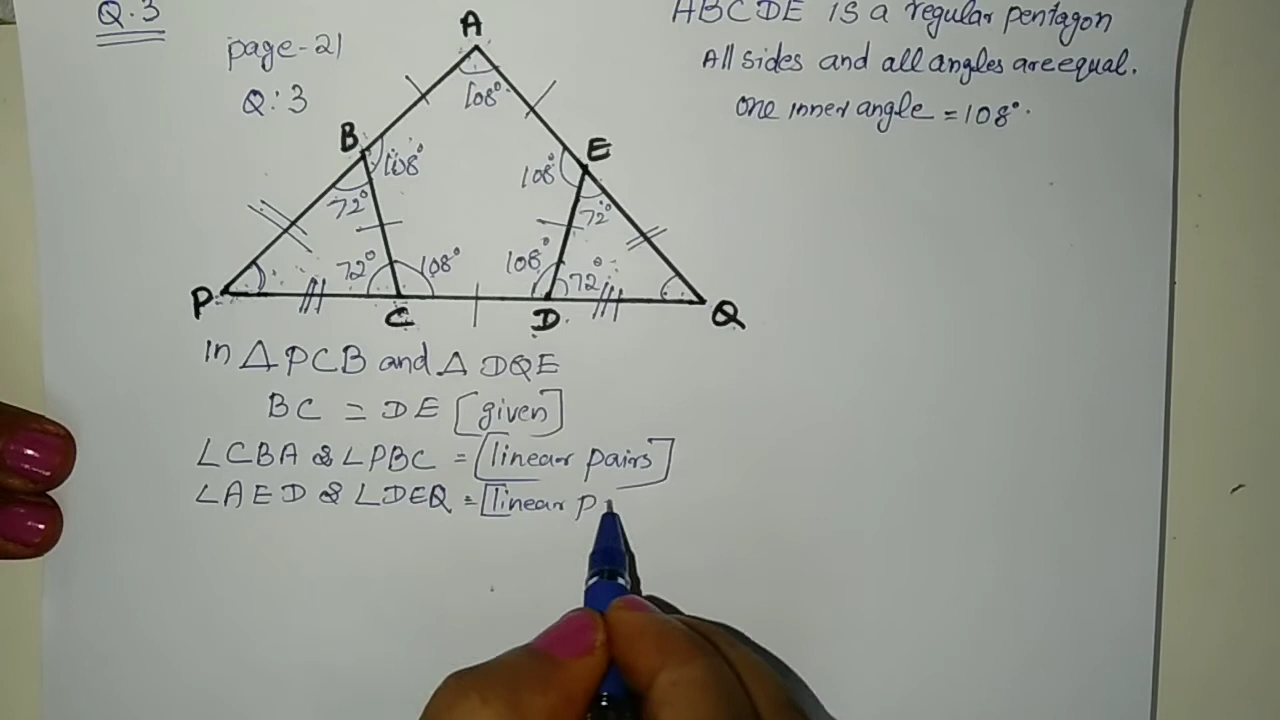 Q.3
page-21
Q:3
ABCDE is a regular pentagon
All sides and all angles are equal.
one inner angle = 108°.
A
108°
B
108°
E
108°
72°
72°
72°
108°
108°
72°
P
C
D
Q
In △PCB and △DQE
BC = DE [given]
∠CBA & ∠PBC = [linear pairs]
∠AED & ∠DEQ = [linear p